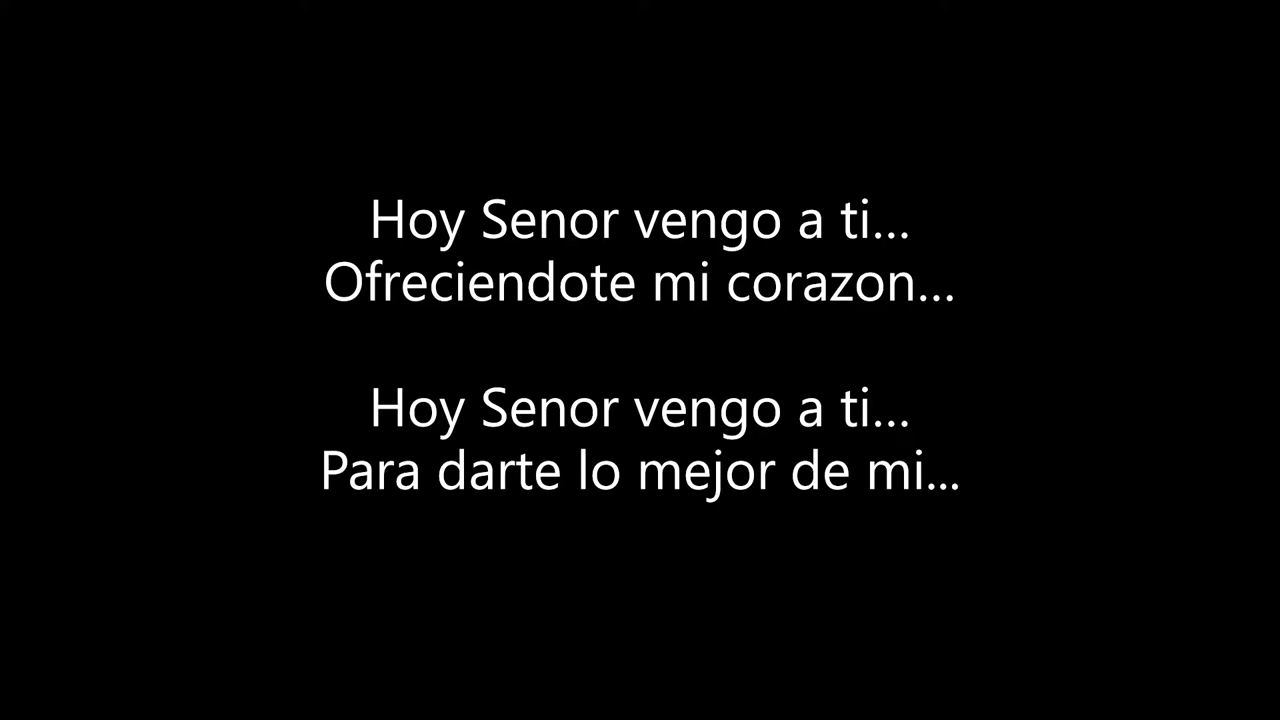 Hoy Senor vengo a ti...
Ofreciendote mi corazon...
Hoy Senor vengo a ti...
Para darte lo mejor de mi...